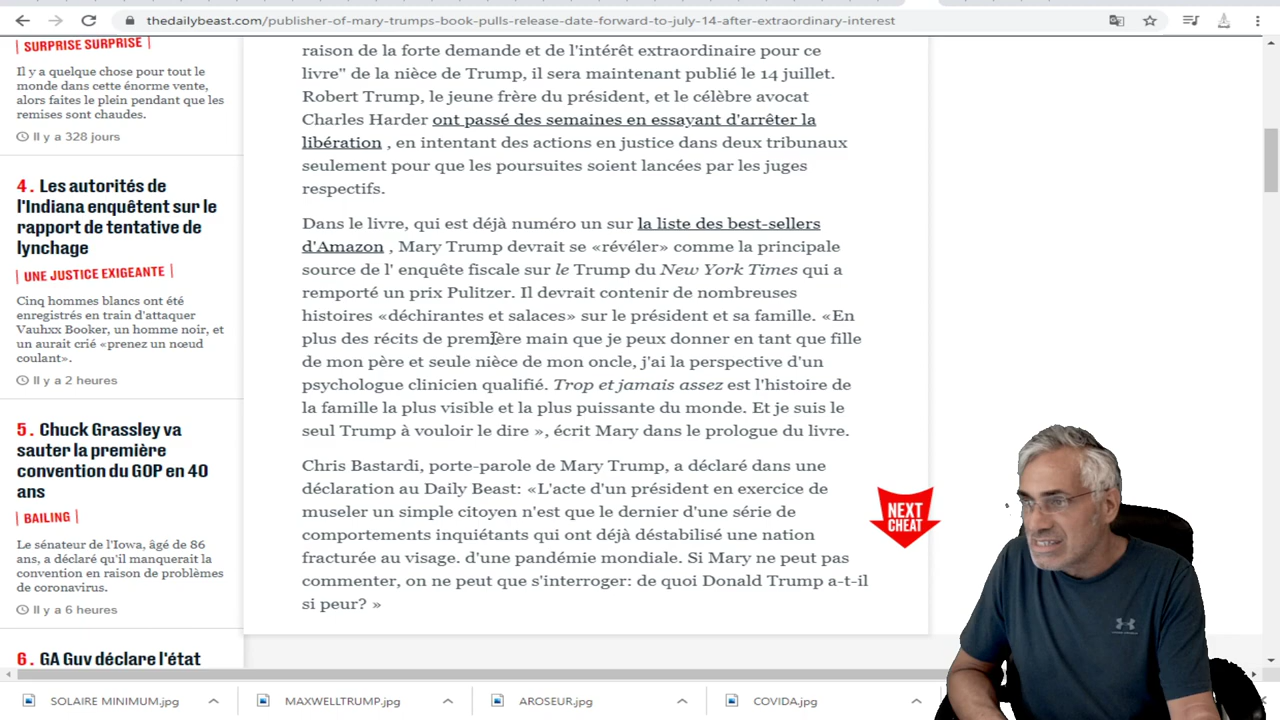 thedailybeast.com/publisher-of-mary-trumps-book-pulls-release-date-forward-to-july-14-after-extraordinary-interest
SURPRISE SURPRISE
Il y a quelque chose pour tout le
monde dans cette énorme vente,
alors faites le plein pendant que les
remises sont chaudes.
Il y a 328 jours
4. Les autorités de
l'Indiana enquêtent sur le
rapport de tentative de
lynchage
UNE JUSTICE EXIGEANTE
Cinq hommes blancs ont été
enregistrés en train d'attaquer
Vauhxx Booker, un homme noir, et
un aurait crié «prenez un nœud
coulant».
Il y a 2 heures
5. Chuck Grassley va
sauter la première
convention du GOP en 40
ans
BAILING
Le sénateur de l'Iowa, âgé de 86
ans, a déclaré qu'il manquerait la
convention en raison de problèmes
de coronavirus.
Il y a 6 heures
6. GA Guv déclare l'état
raison de la forte demande et de l'intérêt extraordinaire pour ce
livre" de la nièce de Trump, il sera maintenant publié le 14 juillet.
Robert Trump, le jeune frère du président, et le célèbre avocat
Charles Harder ont passé des semaines en essayant d'arrêter la
libération , en intentant des actions en justice dans deux tribunaux
seulement pour que les poursuites soient lancées par les juges
respectifs.
Dans le livre, qui est déjà numéro un sur la liste des best-sellers
d'Amazon , Mary Trump devrait se «révéler» comme la principale
source de l' enquête fiscale sur le Trump du New York Times qui a
remporté un prix Pulitzer. Il devrait contenir de nombreuses
histoires «déchirantes et salaces» sur le président et sa famille. «En
plus des récits de première main que je peux donner en tant que fille
de mon père et seule nièce de mon oncle, j'ai la perspective d'un
psychologue clinicien qualifié. Trop et jamais assez est l'histoire de
la famille la plus visible et la plus puissante du monde. Et je suis le
seul Trump à vouloir le dire », écrit Mary dans le prologue du livre.
Chris Bastardi, porte-parole de Mary Trump, a déclaré dans une
déclaration au Daily Beast: «L'acte d'un président en exercice de
museler un simple citoyen n'est que le dernier d'une série de
comportements inquiétants qui ont déjà déstabilisé une nation
fracturée au visage. d'une pandémie mondiale. Si Mary ne peut pas
commenter, on ne peut que s'interroger: de quoi Donald Trump a-t-il
si peur? »
NEXT
CHEAT
SOLAIRE MINIMUM.jpg
MAXWELLTRUMP.jpg
AROSEUR.jpg
COVIDA.jpg